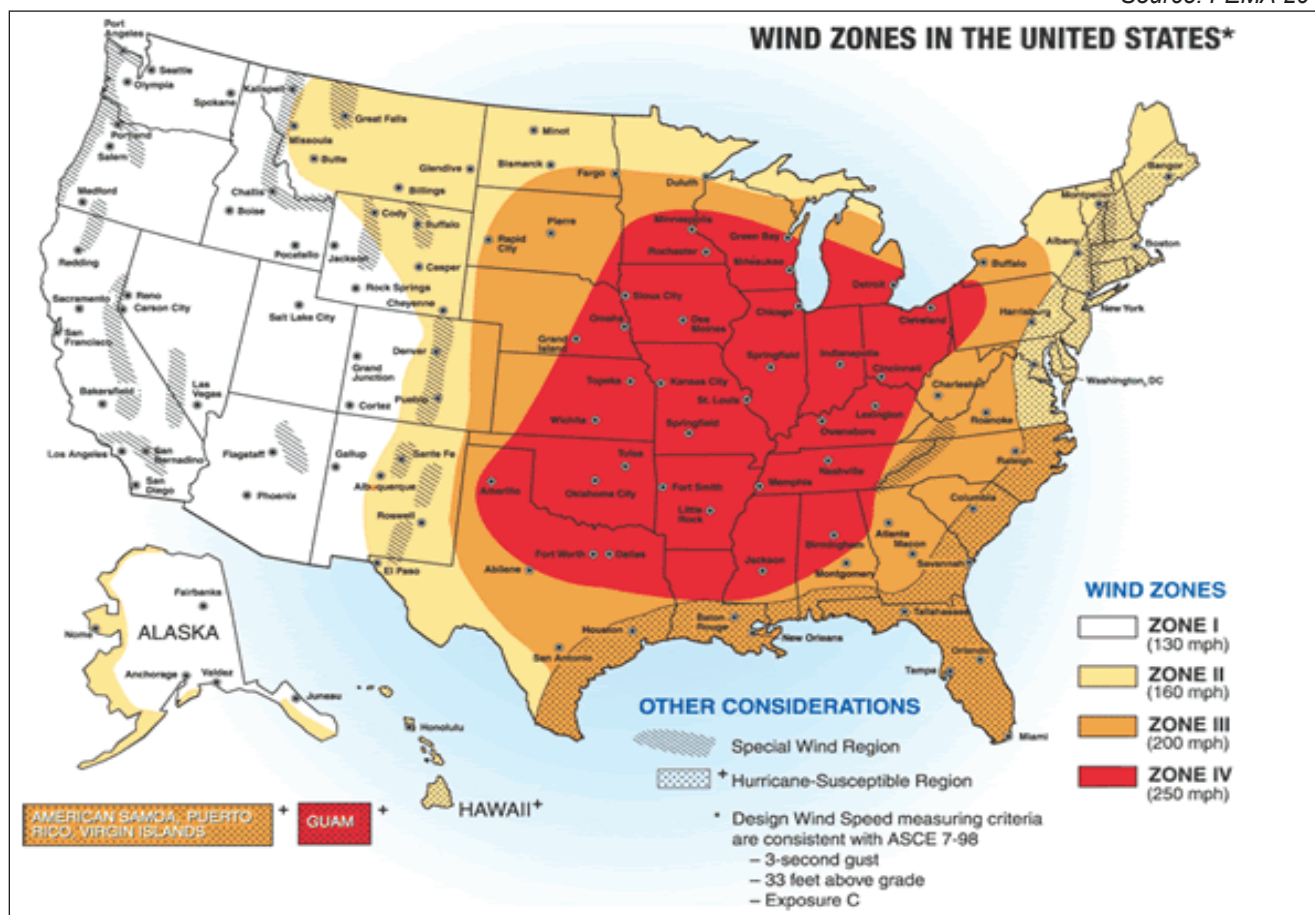 Source: FEMA 20
WIND ZONES IN THE UNITED STATES*
Port
Angeles
Seattle
Olympia
Spokane
Kalispell
Portland
Salem
Medford
Great Falls
Missoula
Butte
Glendive
Billings
Minot
Bismarck
Fargo
Duluth
Challis
Boise
Pocatello
Cody
Buffalo
Jackson
Casper
Rock Springs
Cheyenne
Rapid
City
Pierre
Minneapolis
Rochester
Green Bay
Milwaukee
Detroit
Buffalo
Albany
Montpelier
Bangor
Boston
New York
Harrisburg
Washington, DC
Redding
Sacramento
San
Francisco
Reno
Carson City
Salt Lake City
Grand
Junction
Cortez
Denver
Pueblo
Sioux City
Omaha
Grand
Island
Des
Moines
Chicago
Cleveland
Springfield
Indianapolis
Cincinnati
Charleston
Roanoke
Lexington
Owensboro
Topeka
Kansas City
St. Louis
Wichita
Springfield
Bakersfield
Las
Vegas
Los Angeles
San
Bernadino
San
Diego
Flagstaff
Phoenix
Gallup
Sante Fe
Albuquerque
Roswell
El Paso
Amarillo
Tulsa
Oklahoma City
Fort Smith
Little
Rock
Memphis
Nashville
Raleigh
Columbia
Atlanta
Macon
Savannah
Birmingham
Montgomery
Jackson
Fort Worth
Dallas
Abilene
San Antonio
Houston
Baton
Rouge
New Orleans
Tallahassee
Orlando
Tampa
Miami
Fairbanks
Nome
ALASKA
Anchorage
Valdez
Juneau
Honolulu
HAWAII+
AMERICAN SAMOA, PUERTO
RICO, VIRGIN ISLANDS
+
GUAM
+
OTHER CONSIDERATIONS
Special Wind Region
+ Hurricane-Susceptible Region
* Design Wind Speed measuring criteria
are consistent with ASCE 7-98
– 3-second gust
– 33 feet above grade
– Exposure C
WIND ZONES
ZONE I
(130 mph)
ZONE II
(160 mph)
ZONE III
(200 mph)
ZONE IV
(250 mph)